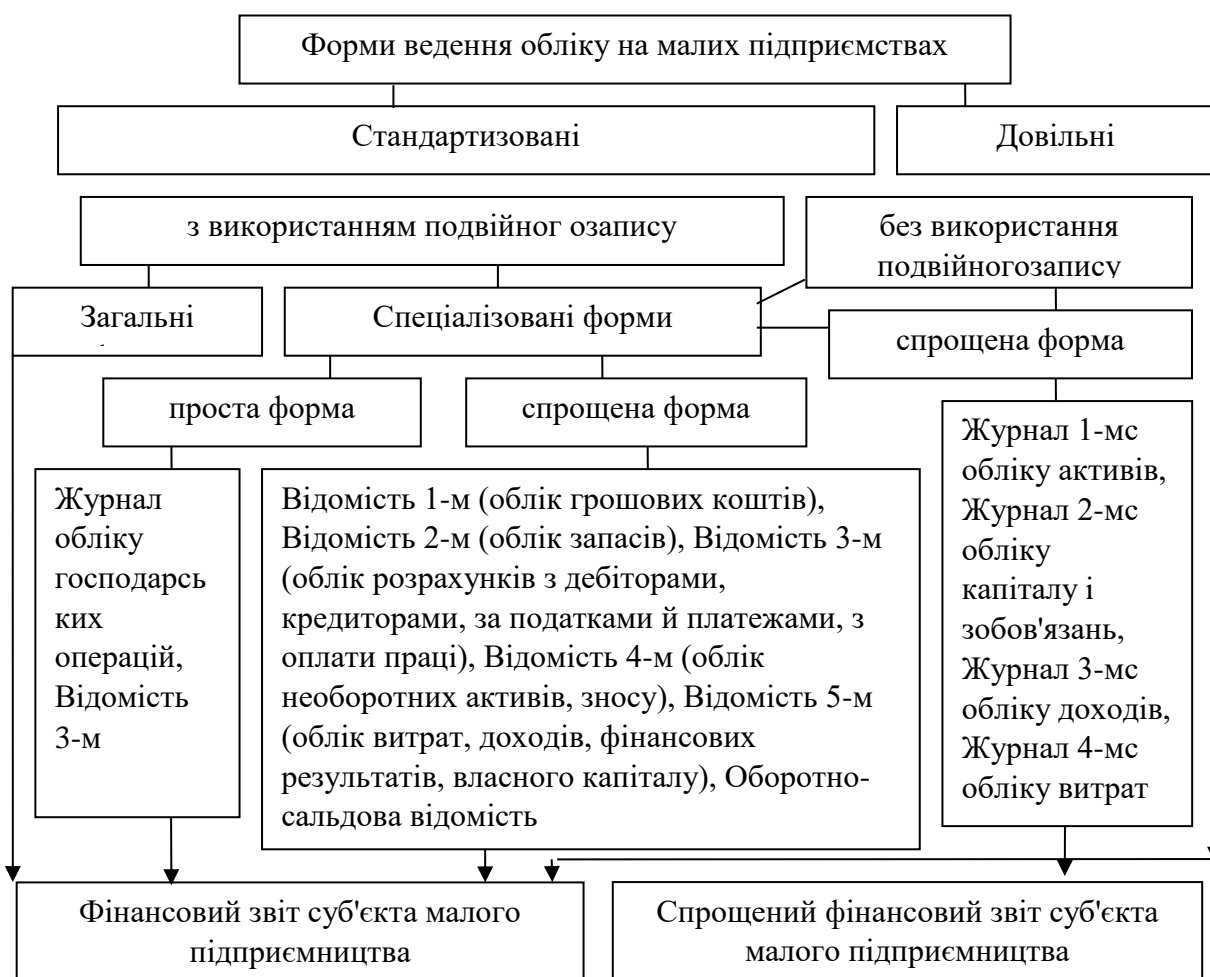 Форми ведення обліку на малих підприємствах
Стандартизовані
Довільні
з використанням подвійног озапису
без використання
подвійногозапису
Загальні
Спеціалізовані форми
спрощена форма
проста форма
спрощена форма
Журнал
обліку
господарсь
ких
операцій,
Відомість
3-м
Відомість 1-м (облік грошових коштів),
Відомість 2-м (облік запасів), Відомість 3-м
(облік розрахунків з дебіторами,
кредиторами, за податками й платежами, з
оплати праці), Відомість 4-м (облік
необоротних активів, зносу), Відомість 5-м
(облік витрат, доходів, фінансових
результатів, власного капіталу), Оборотно-
сальдова відомість
Журнал 1-мс
обліку активів,
Журнал 2-мс
обліку
капіталу і
зобов'язань,
Журнал 3-мс
обліку доходів,
Журнал 4-мс
обліку витрат
Фінансовий звіт суб'єкта малого
підприємництва
Спрощений фінансовий звіт суб'єкта
малого підприємництва